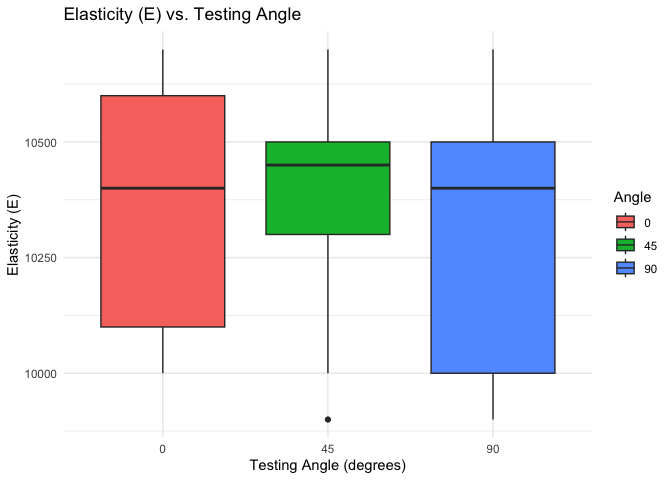 Elasticity (E) vs. Testing Angle
Elasticity (E)
10500
10250
10000
0
45
90
Testing Angle (degrees)
Angle
0
45
90